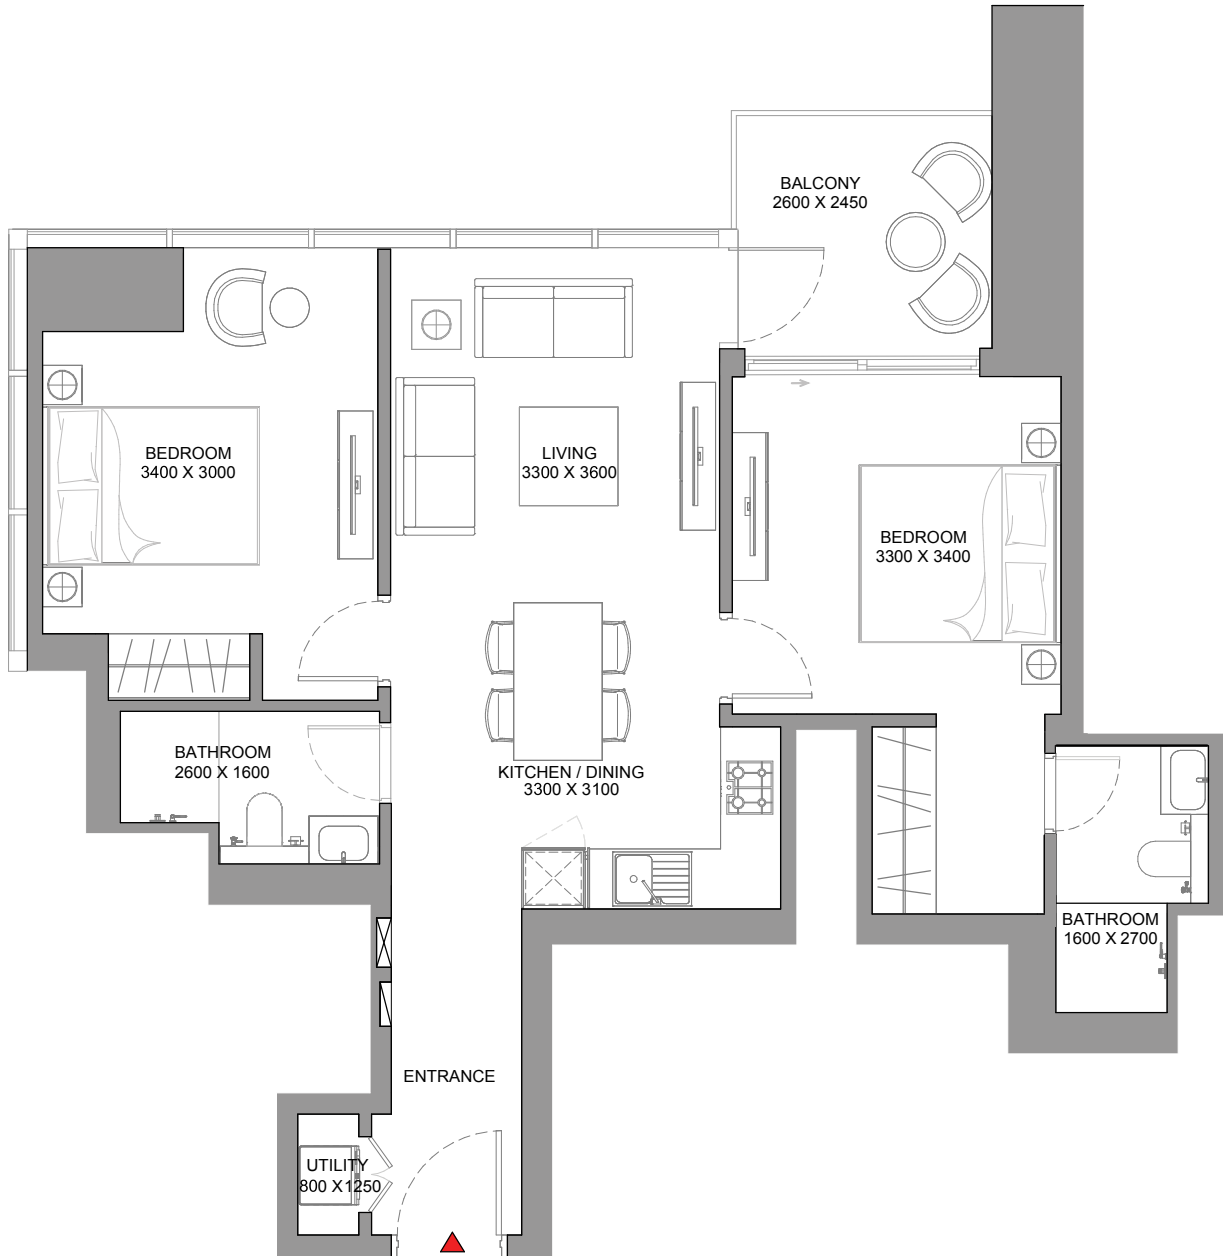 BALCONY
2600 X 2450
BEDROOM
3400 X 3000
LIVING
3300 X 3600
BEDROOM
3300 X 3400
BATHROOM
2600 X 1600
KITCHEN / DINING
3300 X 3100
BATHROOM
1600 X 2700
ENTRANCE
UTILITY
800 X1250